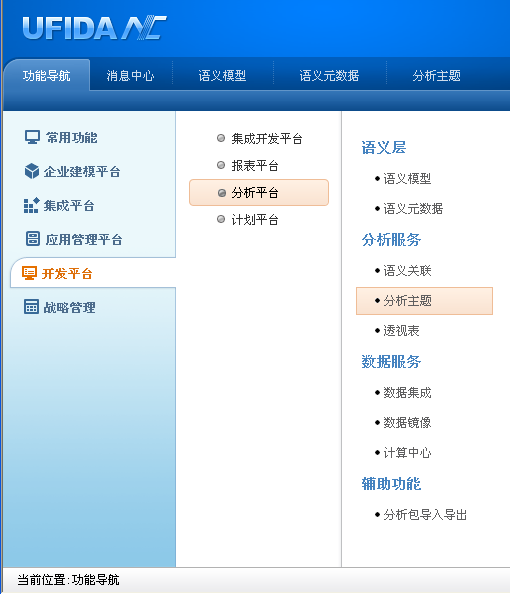 UFIDA NC
功能导航 消息中心 语义模型 语义元数据 分析主题
常用功能
企业建模平台
集成平台
应用管理平台
开发平台
战略管理
集成开发平台
报表平台
分析平台
计划平台
语义层
语义模型
语义元数据
分析服务
语义关联
分析主题
透视表
数据服务
数据集成
数据镜像
计算中心
辅助功能
分析包导入导出
当前位置:功能导航